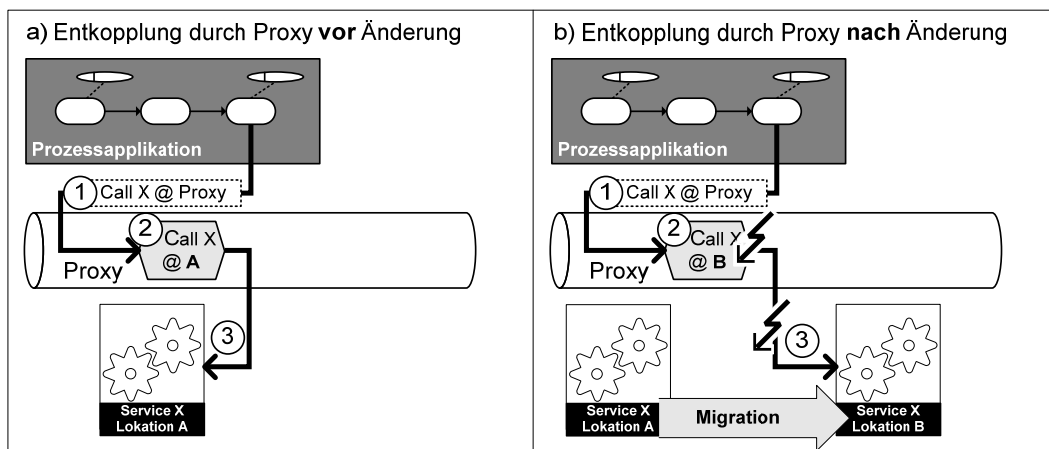 a) Entkopplung durch Proxy vor Änderung
Prozessapplikation
1
Call X @ Proxy
2
Call X
@ A
Proxy
3
Service X
Lokation A
b) Entkopplung durch Proxy nach Änderung
Prozessapplikation
1
Call X @ Proxy
2
Call X
@ B
Proxy
3
Service X
Lokation A
Migration
Service X
Lokation B